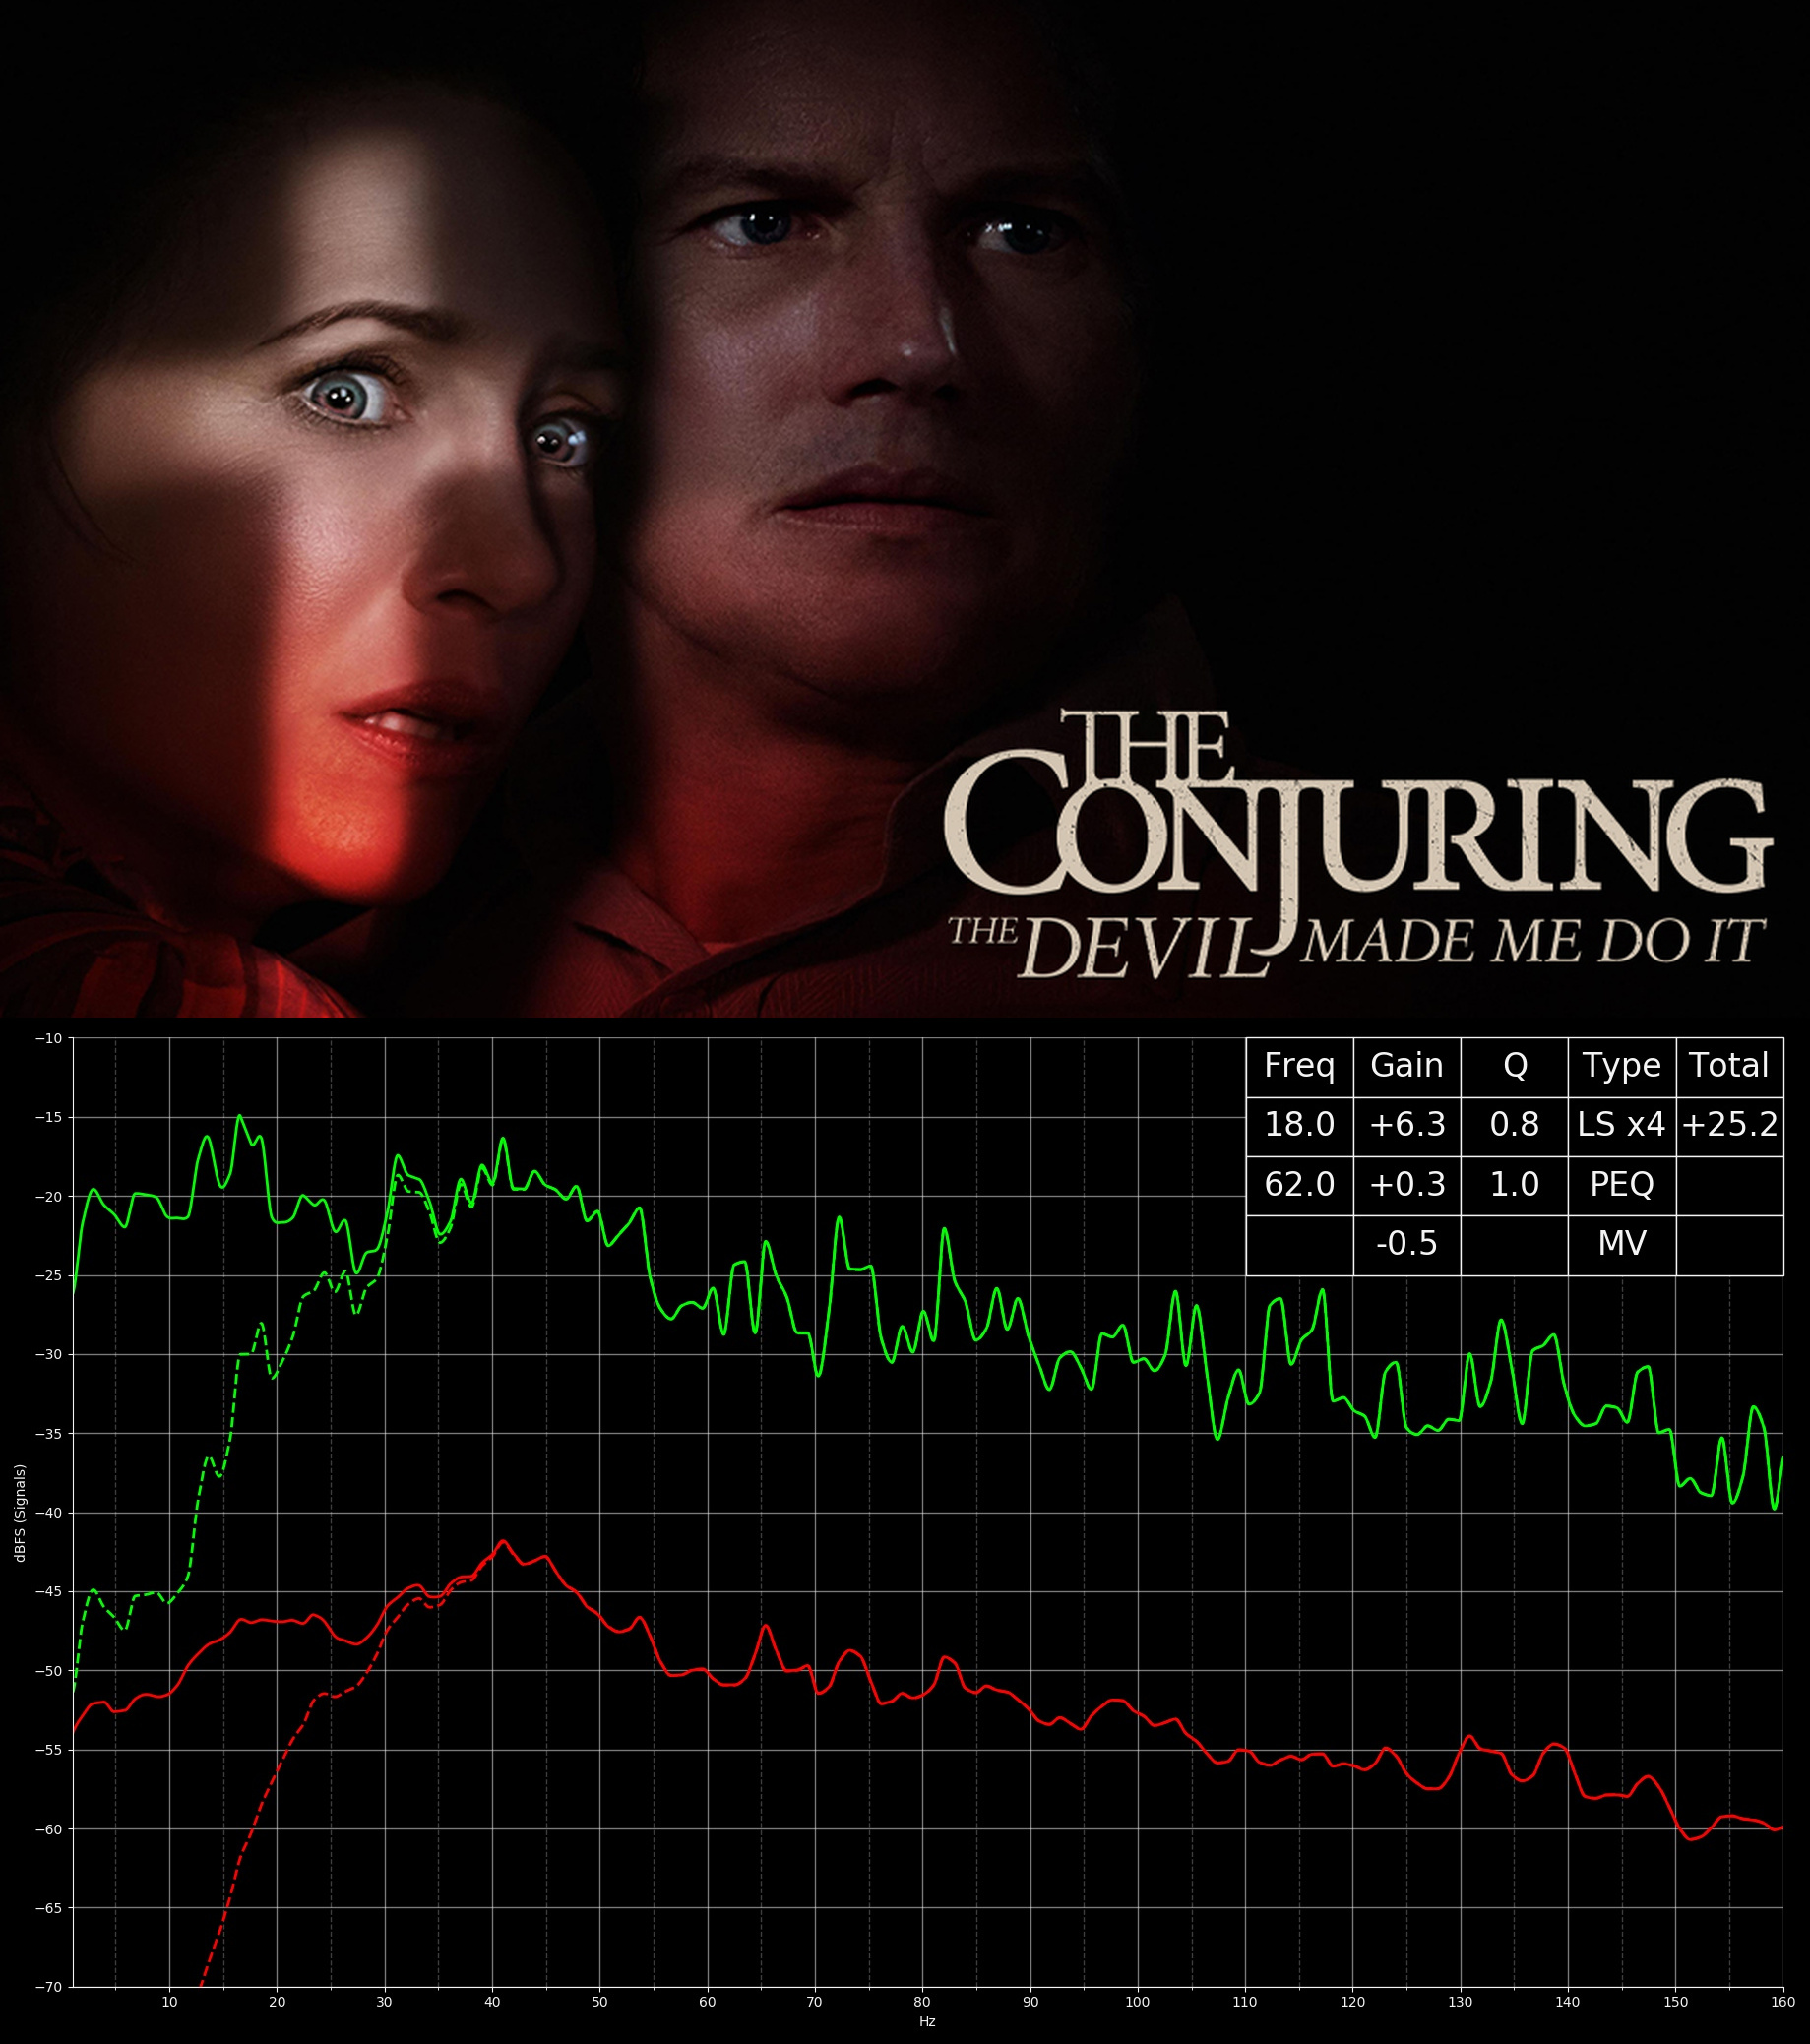 THE
CONJURING
THE DEVIL MADE ME DO IT
Freq Gain Q Type Total
18.0 +6.3 0.8 LS x4 +25.2
62.0 +0.3 1.0 PEQ
-0.5 MV
−10
−15
−20
−25
−30
−35
−40
−45
−50
−55
−60
−65
−70
dBFS (Signals)
10 20 30 40 50 60 70 80 90 100 110 120 130 140 150 160
Hz